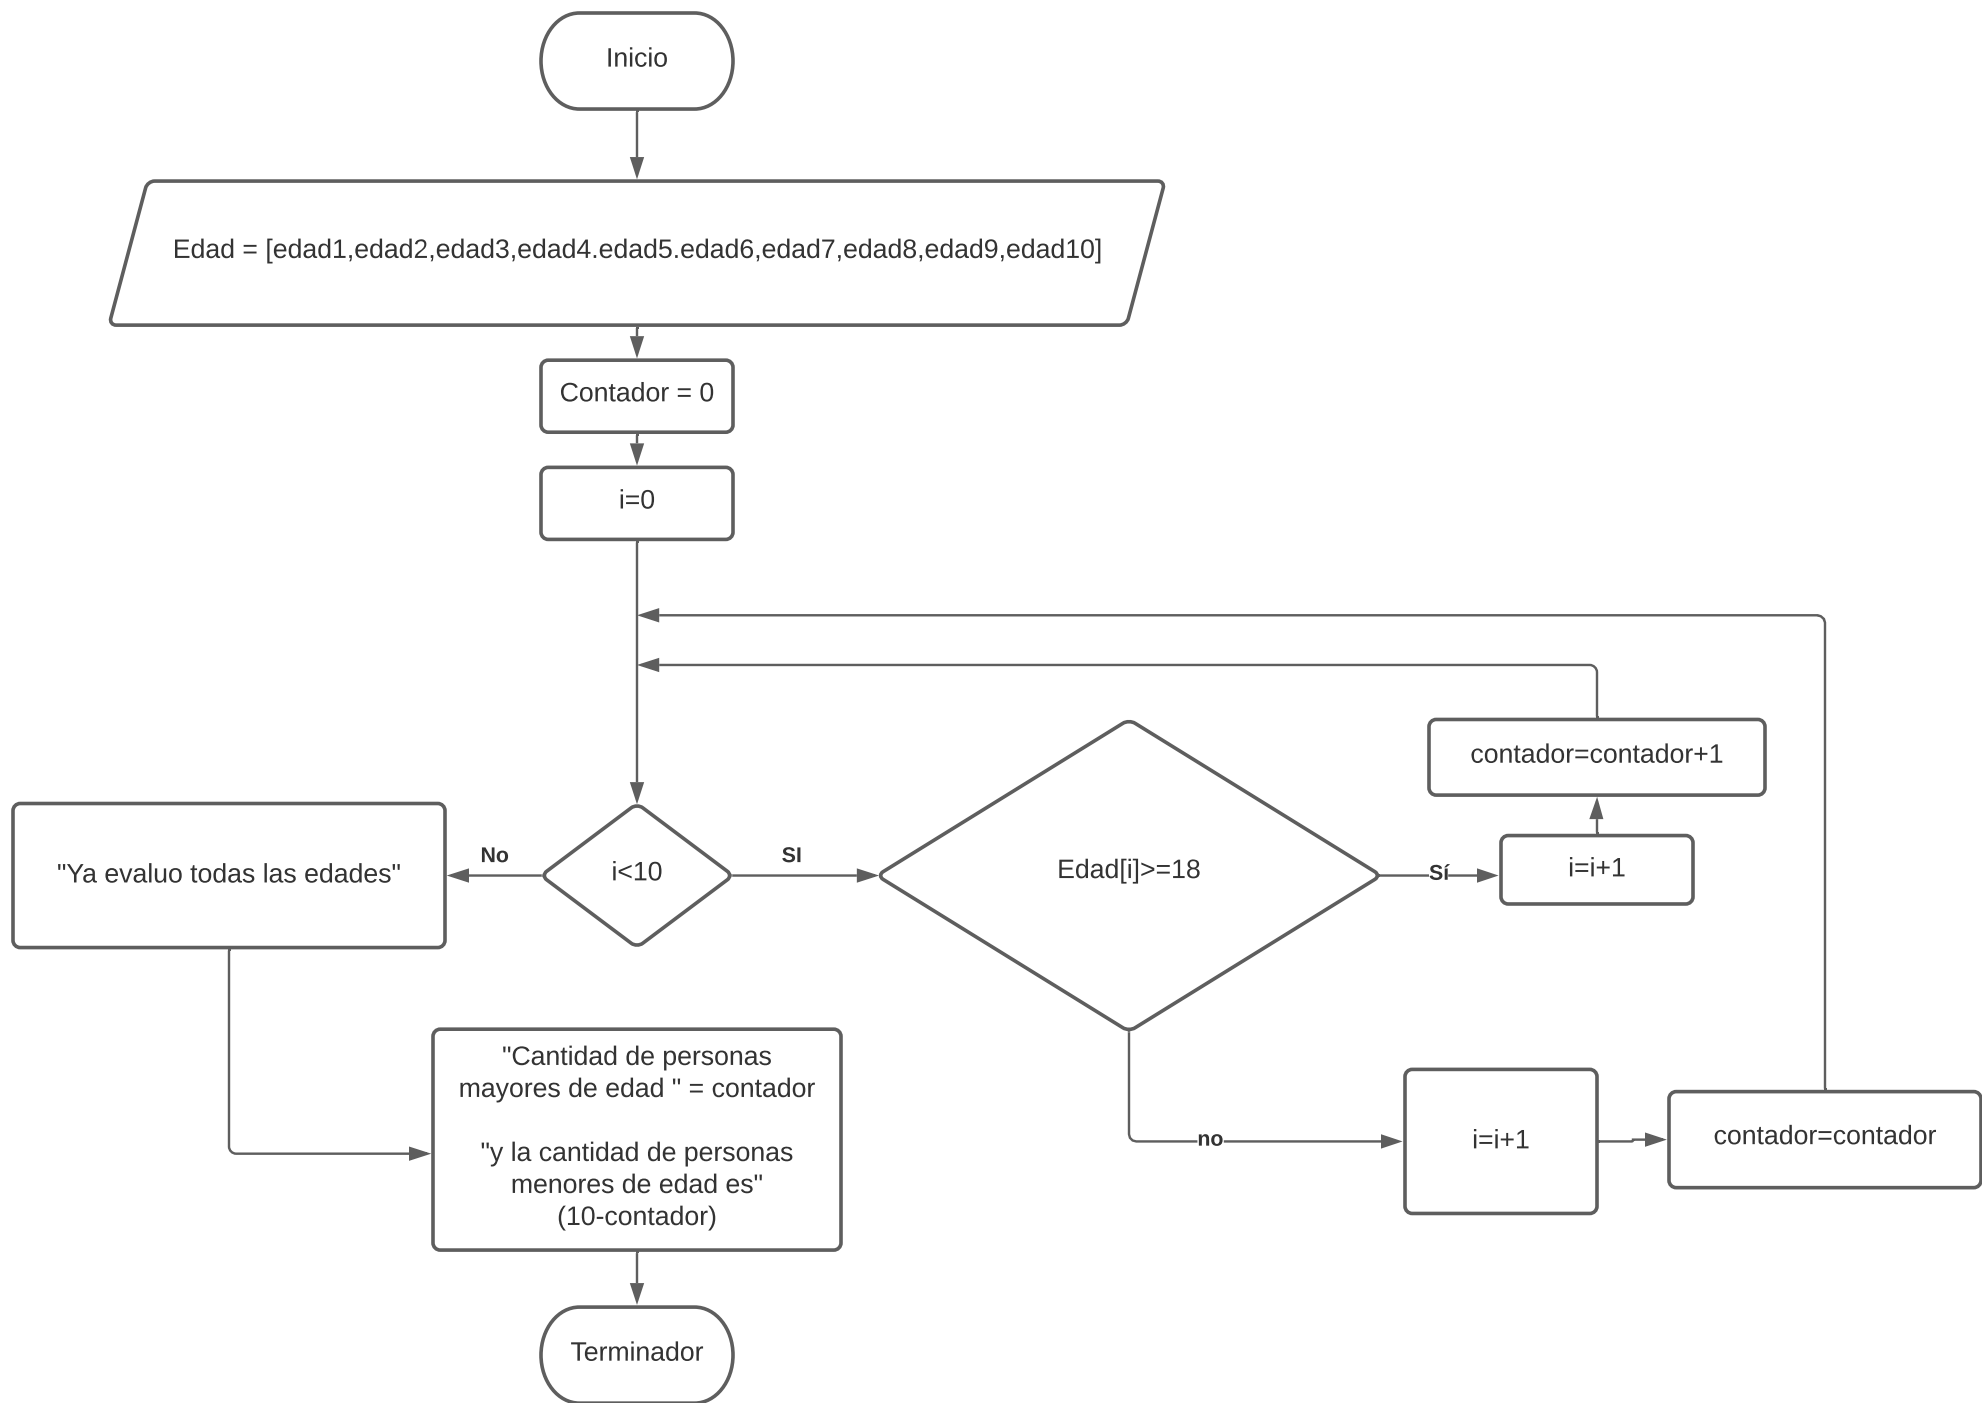 Inicio
Edad = [edad1,edad2,edad3,edad4.edad5.edad6,edad7,edad8,edad9,edad10]
Contador = 0
i=0
contador=contador+1
"Ya evaluo todas las edades"
No
i<10
SI
Edad[i]>=18
Sí
i=i+1
"Cantidad de personas
mayores de edad " = contador
"y la cantidad de personas
menores de edad es"
(10-contador)
no
i=i+1
contador=contador
Terminador